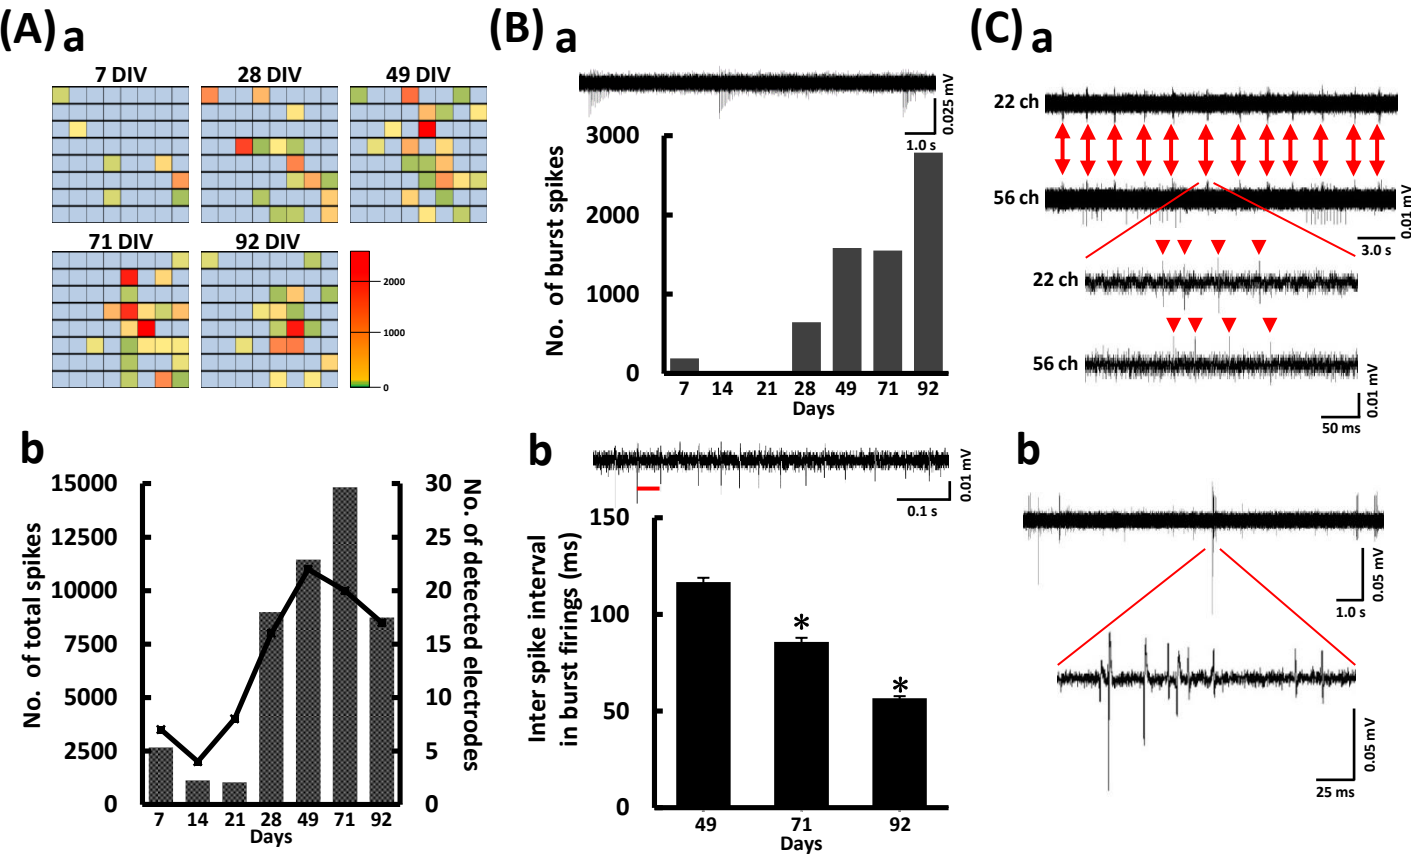 (A) a
7 DIV
28 DIV
49 DIV
71 DIV
92 DIV
2000
1000
0
b
No. of total spikes
15000
12500
10000
7500
5000
2500
0
30
25
20
15
10
5
0
No. of detected electrodes
7 14 21 28 49 71 92
Days
(B) a
0.025 mV
1.0 s
No. of burst spikes
3000
2000
1000
0
7 14 21 28 49 71 92
Days
b
0.01 mV
0.1 s
Inter spike interval
in burst firings (ms)
150
100
50
0
*
*
49 71 92
Days
(C) a
22 ch
56 ch
0.01 mV
3.0 s
22 ch
56 ch
0.01 mV
50 ms
b
0.05 mV
1.0 s
0.05 mV
25 ms